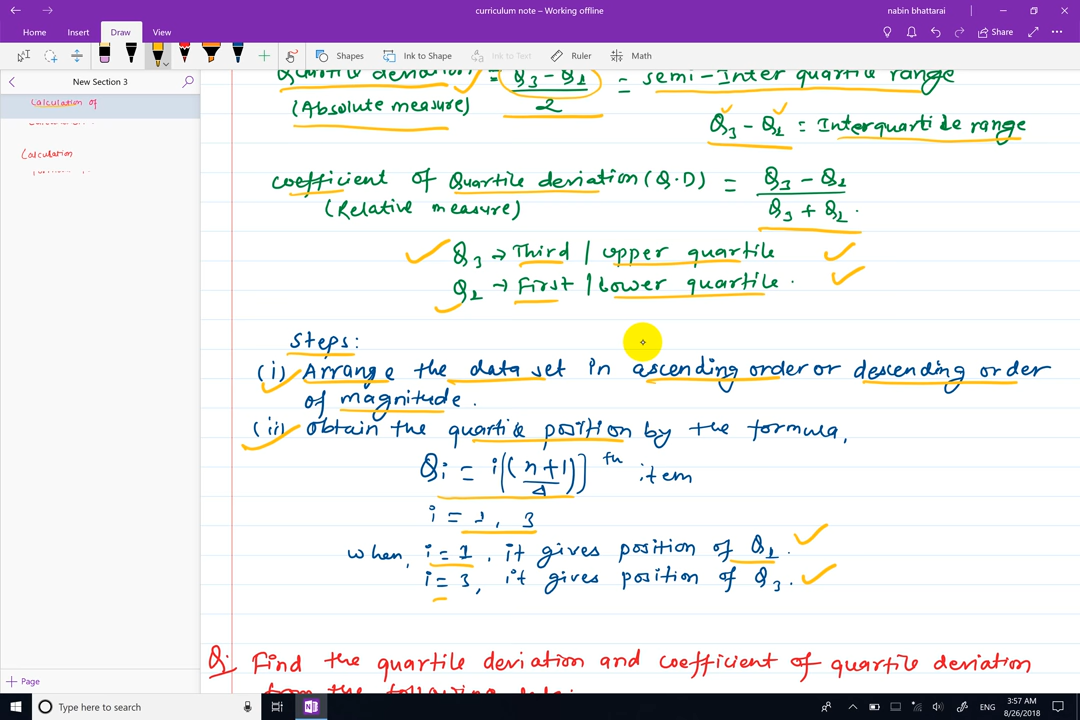 curriculum note – Working offline
nabin bhattarai
Home Insert Draw View
Share
Shapes Ink to Shape Ink to Text Ruler Math
New Section 3
Calculation of
Calculation
Quartile deviation = Q3 – Q1 / 2 = semi-Inter quartile range
(Absolute measure)
Q3 – Q1 = Interquartile range
coefficient of Quartile deviation (Q.D) = Q3 – Q1 / Q3 + Q1 .
(Relative measure)
Q3 → Third / upper quartile
Q1 → First / Lower quartile .
Steps:
(i) Arrange the data set in ascending order or descending order
of magnitude .
(ii) obtain the quartile position by the formula,
Qi = i[(n+1)/4]th item
i = 1, 3
when, i = 1 , it gives position of Q1 .
i = 3, it gives position of Q3 .
Q: Find the quartile deviation and coefficient of quartile deviation
from the following data:
Page
Type here to search
ENG
3:57 AM
8/26/2018